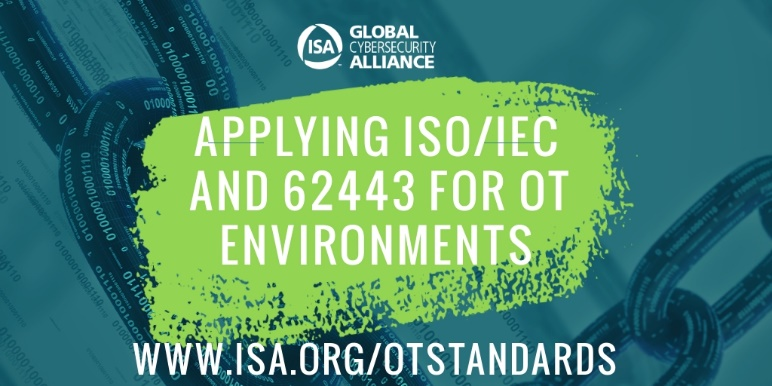 ISA
GLOBAL
CYBERSECURITY
ALLIANCE
APPLYING ISO/IEC
AND 62443 FOR OT
ENVIRONMENTS
WWW.ISA.ORG/OTSTANDARDS